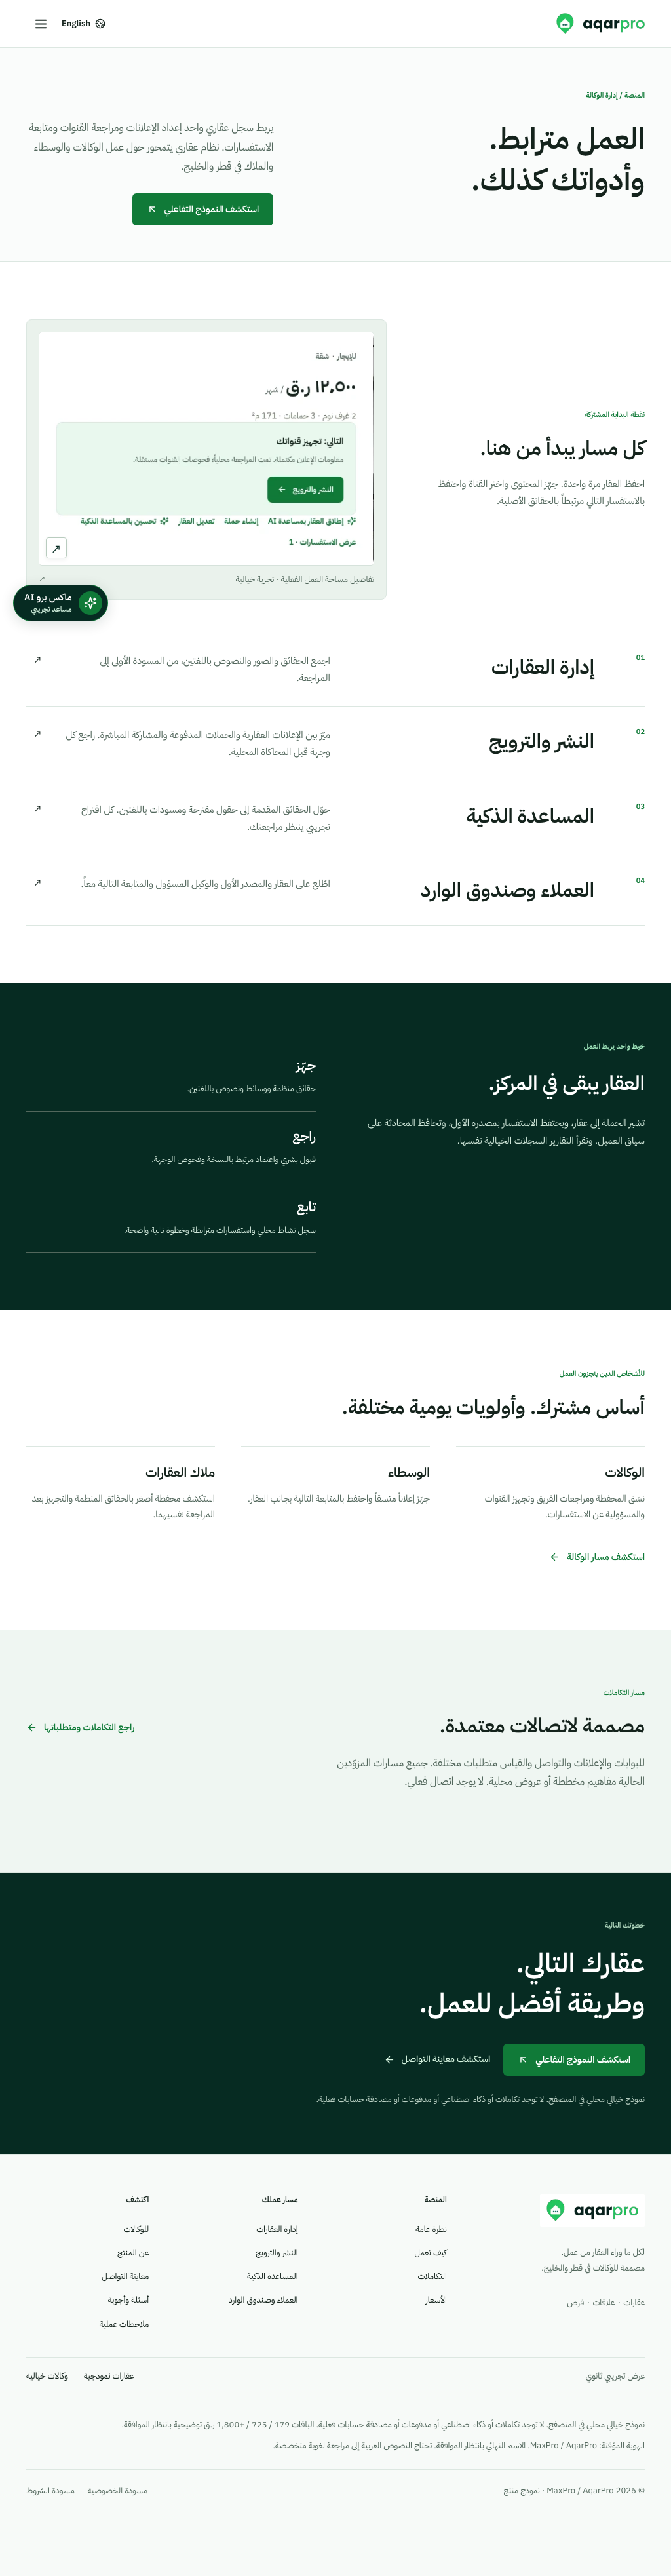 aqarpro
English
المنصة / إدارة الوكالة
العمل مترابط.
وأدواتك كذلك.
يربط سجل عقاري واحد إعداد الإعلانات ومراجعة القنوات ومتابعة
الاستفسارات. نظام عقاري يتمحور حول عمل الوكالات والوسطاء
والملاك في قطر والخليج.
استكشف النموذج التفاعلي
نقطة البداية المشتركة
كل مسار يبدأ من هنا.
احفظ العقار مرة واحدة. جهّز المحتوى واختر القناة واحتفظ
بالاستفسار التالي مرتبطاً بالحقائق الأصلية.
للإيجار · شقة
١٢,٥٠٠ ر.ق / شهر
2 غرف نوم · 3 حمامات · 171 م²
التالي: تجهيز قنواتك
معلومات الإعلان مكتملة. تمت المراجعة محلياً؛ فحوصات القنوات مستقلة.
النشر والترويج
إطلاق العقار بمساعدة AI
إنشاء حملة
تعديل العقار
تحسين بالمساعدة الذكية
عرض الاستفسارات · 1
تفاصيل مساحة العمل الفعلية · تجربة خيالية
ماكس برو AI
مساعد تجريبي
01
إدارة العقارات
اجمع الحقائق والصور والنصوص باللغتين، من المسودة الأولى إلى
المراجعة.
02
النشر والترويج
ميّز بين الإعلانات العقارية والحملات المدفوعة والمشاركة المباشرة. راجع كل
وجهة قبل المحاكاة المحلية.
03
المساعدة الذكية
حوّل الحقائق المقدمة إلى حقول مقترحة ومسودات باللغتين. كل اقتراح
تجريبي ينتظر مراجعتك.
04
العملاء وصندوق الوارد
اطّلع على العقار والمصدر الأول والوكيل المسؤول والمتابعة التالية معاً.
خيط واحد يربط العمل
العقار يبقى في المركز.
تشير الحملة إلى عقار، ويحتفظ الاستفسار بمصدره الأول، وتحافظ المحادثة على
سياق العميل. وتقرأ التقارير السجلات الخيالية نفسها.
جهّز
حقائق منظمة ووسائط ونصوص باللغتين.
راجع
قبول بشري واعتماد مرتبط بالنسخة وفحوص الوجهة.
تابع
سجل نشاط محلي واستفسارات مترابطة وخطوة تالية واضحة.
للأشخاص الذين ينجزون العمل
أساس مشترك. وأولويات يومية مختلفة.
الوكالات
نسّق المحفظة ومراجعات الفريق وتجهيز القنوات
والمسؤولية عن الاستفسارات.
استكشف مسار الوكالة
الوسطاء
جهّز إعلاناً متسقاً واحتفظ بالمتابعة التالية بجانب العقار.
ملاك العقارات
استكشف محفظة أصغر بالحقائق المنظمة والتجهيز بعد
المراجعة نفسيهما.
مسار التكاملات
مصممة لاتصالات معتمدة.
للبوابات والإعلانات والتواصل والقياس متطلبات مختلفة. جميع مسارات المزوّدين
الحالية مفاهيم مخططة أو عروض محلية. لا يوجد اتصال فعلي.
راجع التكاملات ومتطلباتها
خطوتك التالية
عقارك التالي.
وطريقة أفضل للعمل.
استكشف النموذج التفاعلي
استكشف معاينة التواصل
نموذج خيالي محلي في المتصفح. لا توجد تكاملات أو ذكاء اصطناعي أو مدفوعات أو مصادقة حسابات فعلية.
aqarpro
لكل ما وراء العقار من عمل.
مصممة للوكالات في قطر والخليج.
عقارات · علاقات · فرص
المنصة
نظرة عامة
كيف تعمل
التكاملات
الأسعار
مسار عملك
إدارة العقارات
النشر والترويج
المساعدة الذكية
العملاء وصندوق الوارد
اكتشف
للوكالات
عن المنتج
معاينة التواصل
أسئلة وأجوبة
ملاحظات عملية
عرض تجريبي ثانوي
عقارات نموذجية
وكالات خيالية
نموذج خيالي محلي في المتصفح. لا توجد تكاملات أو ذكاء اصطناعي أو مدفوعات أو مصادقة حسابات فعلية. الباقات 179 / 725 / +1,800 ر.ق توضيحية بانتظار الموافقة.
الهوية المؤقتة: MaxPro / AqarPro. الاسم النهائي بانتظار الموافقة. تحتاج النصوص العربية إلى مراجعة لغوية متخصصة.
© 2026 MaxPro / AqarPro · نموذج منتج
مسودة الخصوصية
مسودة الشروط